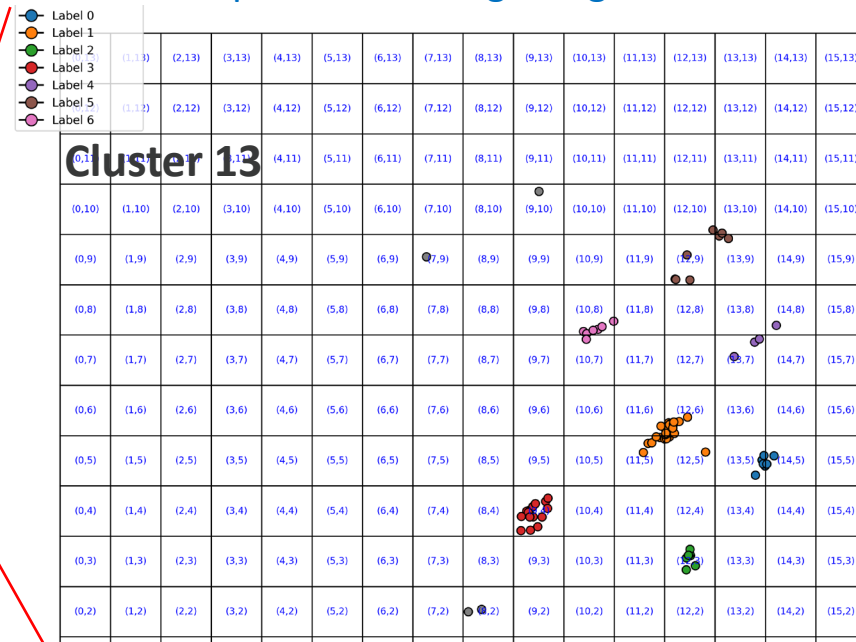 Label 0
Label 1
Label 2
Label 3
Label 4
Label 5
Label 6
Cluster 13
(0,13) (1,13) (2,13) (3,13) (4,13) (5,13) (6,13) (7,13) (8,13) (9,13) (10,13) (11,13) (12,13) (13,13) (14,13) (15,13)
(1,12) (2,12) (3,12) (4,12) (5,12) (6,12) (7,12) (8,12) (9,12) (10,12) (11,12) (12,12) (13,12) (14,12) (15,12)
(0,11) (4,11) (5,11) (6,11) (7,11) (8,11) (9,11) (10,11) (11,11) (12,11) (13,11) (14,11) (15,11)
(0,10) (1,10) (2,10) (3,10) (4,10) (5,10) (6,10) (7,10) (8,10) (9,10) (10,10) (11,10) (12,10) (13,10) (14,10) (15,10)
(0,9) (1,9) (2,9) (3,9) (4,9) (5,9) (6,9) (7,9) (8,9) (9,9) (10,9) (11,9) (12,9) (13,9) (14,9) (15,9)
(0,8) (1,8) (2,8) (3,8) (4,8) (5,8) (6,8) (7,8) (8,8) (9,8) (10,8) (11,8) (12,8) (13,8) (14,8) (15,8)
(0,7) (1,7) (2,7) (3,7) (4,7) (5,7) (6,7) (7,7) (8,7) (9,7) (10,7) (11,7) (12,7) (13,7) (14,7) (15,7)
(0,6) (1,6) (2,6) (3,6) (4,6) (5,6) (6,6) (7,6) (8,6) (9,6) (10,6) (11,6) (12,6) (13,6) (14,6) (15,6)
(0,5) (1,5) (2,5) (3,5) (4,5) (5,5) (6,5) (7,5) (8,5) (9,5) (10,5) (11,5) (12,5) (13,5) (14,5) (15,5)
(0,4) (1,4) (2,4) (3,4) (4,4) (5,4) (6,4) (7,4) (8,4) (10,4) (11,4) (12,4) (13,4) (14,4) (15,4)
(0,3) (1,3) (2,3) (3,3) (4,3) (5,3) (6,3) (7,3) (8,3) (9,3) (10,3) (11,3) (13,3) (14,3) (15,3)
(0,2) (1,2) (2,2) (3,2) (4,2) (5,2) (6,2) (7,2) (8,2) (9,2) (10,2) (11,2) (12,2) (13,2) (14,2) (15,2)